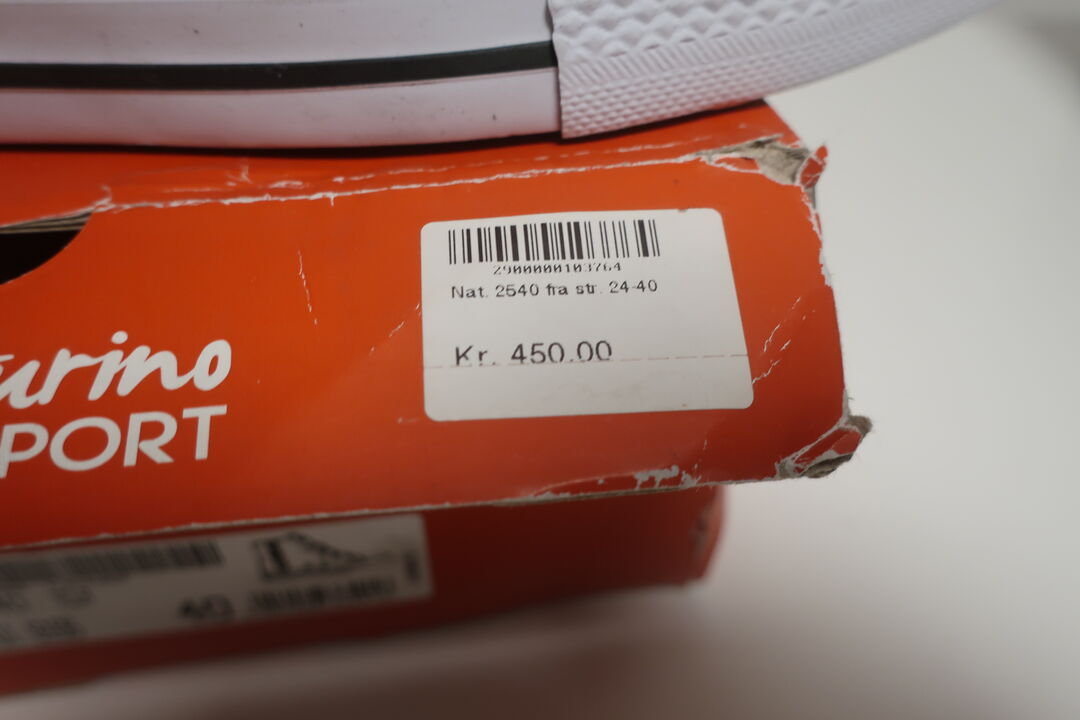 2900000103764
Nat. 2540 fra str. 24-40
Kr. 450.00
urino
PORT
40